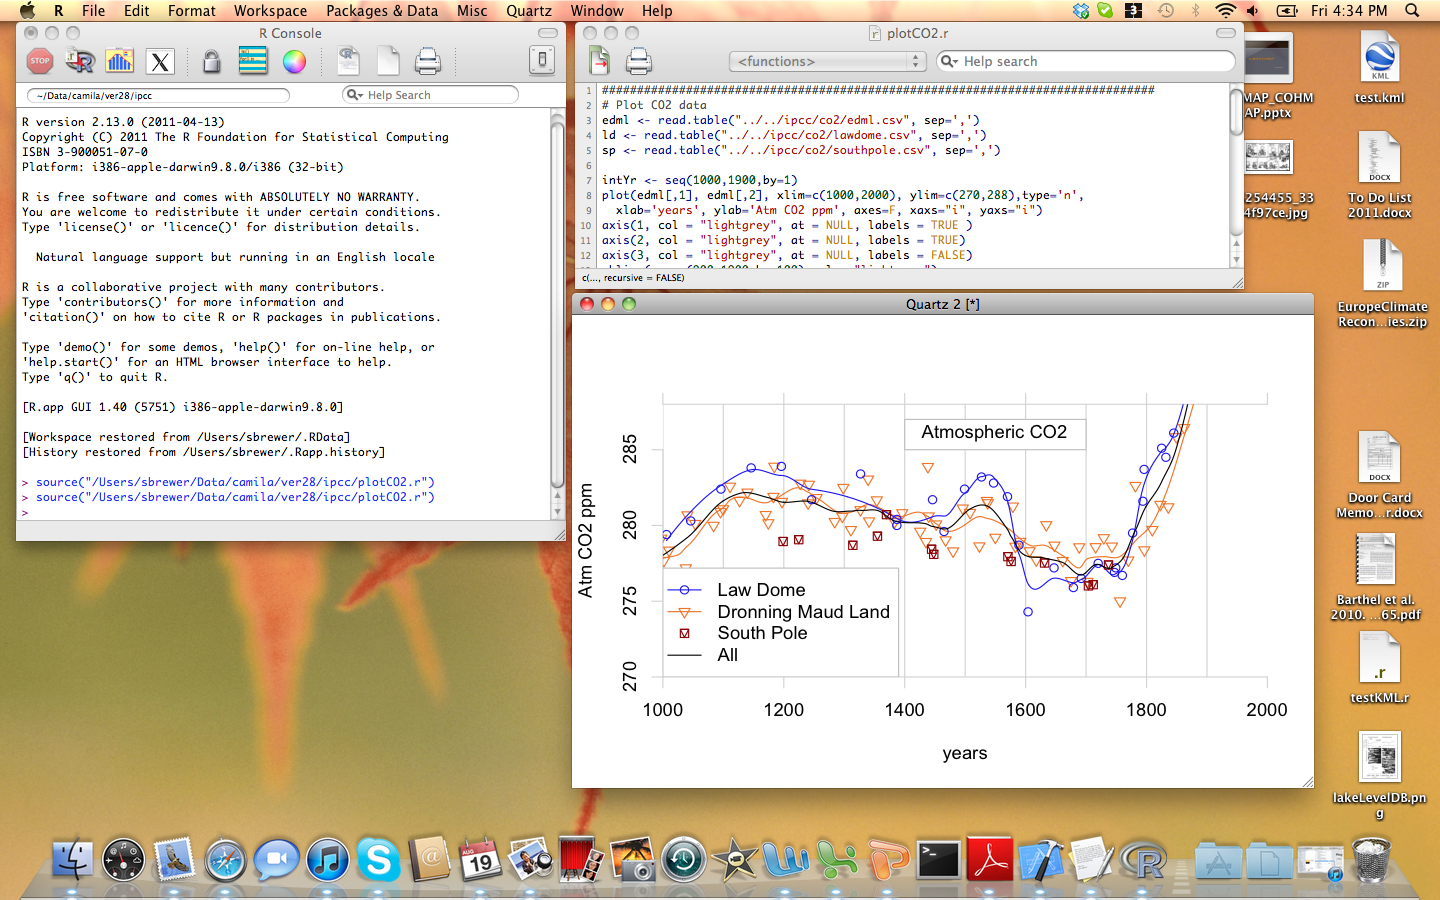 R File Edit Format Workspace Packages & Data Misc Quartz Window Help
3 Fri 4:34 PM
R Console
STOP
X
~/Data/camila/ver28/ipcc
Help Search
R version 2.13.0 (2011-04-13)
Copyright (C) 2011 The R Foundation for Statistical Computing
ISBN 3-900051-07-0
Platform: i386-apple-darwin9.8.0/i386 (32-bit)
R is free software and comes with ABSOLUTELY NO WARRANTY.
You are welcome to redistribute it under certain conditions.
Type 'license()' or 'licence()' for distribution details.
Natural language support but running in an English locale
R is a collaborative project with many contributors.
Type 'contributors()' for more information and
'citation()' on how to cite R or R packages in publications.
Type 'demo()' for some demos, 'help()' for on-line help, or
'help.start()' for an HTML browser interface to help.
Type 'q()' to quit R.
[R.app GUI 1.40 (5751) i386-apple-darwin9.8.0]
[Workspace restored from /Users/sbrewer/.RData]
[History restored from /Users/sbrewer/.Rapp.history]
> source("/Users/sbrewer/Data/camila/ver28/ipcc/plotCO2.r")
> source("/Users/sbrewer/Data/camila/ver28/ipcc/plotCO2.r")
>
plotCO2.r
<functions>
Help search
1 ###############################################################################
2 # Plot CO2 data
3 edml <- read.table("../../ipcc/co2/edml.csv", sep=',')
4 ld <- read.table("../../ipcc/co2/lawdome.csv", sep=',')
5 sp <- read.table("../../ipcc/co2/southpole.csv", sep=',')
6
7 intYr <- seq(1000,1900,by=1)
8 plot(edml[,1], edml[,2], xlim=c(1000,2000), ylim=c(270,288),type='n',
9 xlab='years', ylab='Atm CO2 ppm', axes=F, xaxs="i", yaxs="i")
10 axis(1, col = "lightgrey", at = NULL, labels = TRUE )
11 axis(2, col = "lightgrey", at = NULL, labels = TRUE)
12 axis(3, col = "lightgrey", at = NULL, labels = FALSE)
c(..., recursive = FALSE)
Quartz 2 [*]
Atmospheric CO2
Atm CO2 ppm
285
280
275
270
Law Dome
Dronning Maud Land
South Pole
All
1000 1200 1400 1600 1800 2000
years
MAP_COHM
AP.pptx
254455_33
4f97ce.jpg
KML
test.kml
DOCX
To Do List
2011.docx
ZIP
EuropeClimate
Recon...ies.zip
DOCX
Door Card
Memo...r.docx
Barthel et al.
2010. ...65.pdf
.r
testKML.r
lakeLevelDB.pn
g
AUG
19